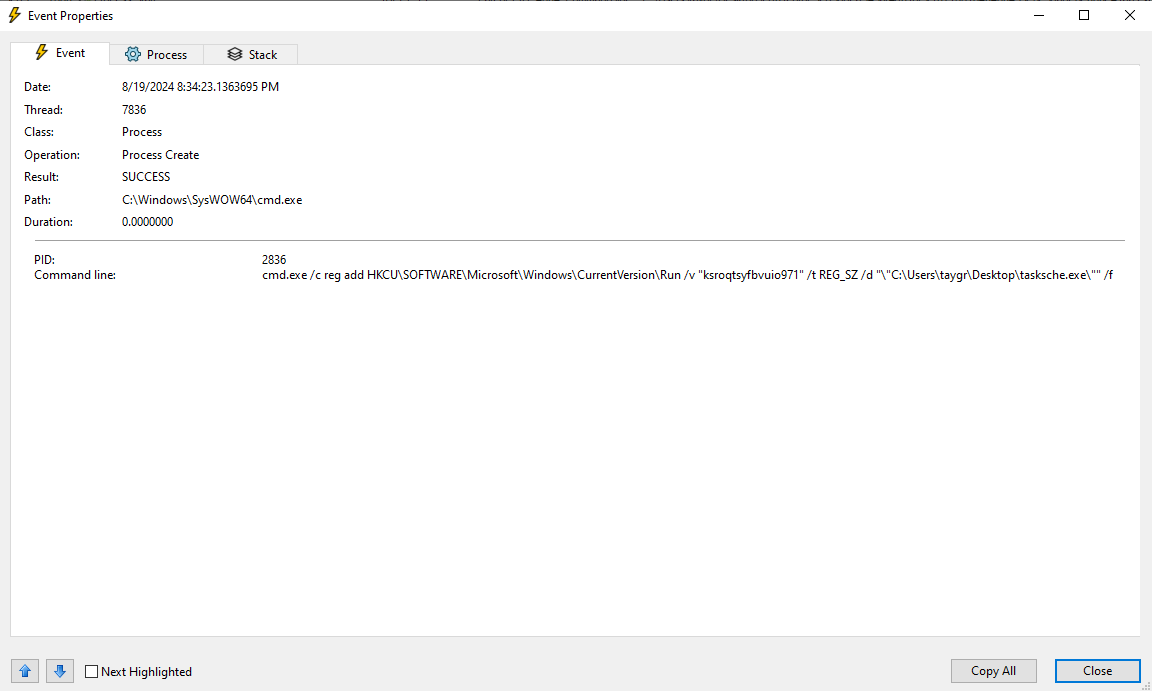 Event Properties
Event Process Stack
Date: 8/19/2024 8:34:23.1363695 PM
Thread: 7836
Class: Process
Operation: Process Create
Result: SUCCESS
Path: C:\Windows\SysWOW64\cmd.exe
Duration: 0.0000000
PID: 2836
Command line: cmd.exe /c reg add HKCU\SOFTWARE\Microsoft\Windows\CurrentVersion\Run /v "ksroqtsyfbvuio971" /t REG_SZ /d "\"C:\Users\taygr\Desktop\tasksche.exe\"" /f
Next Highlighted Copy All Close